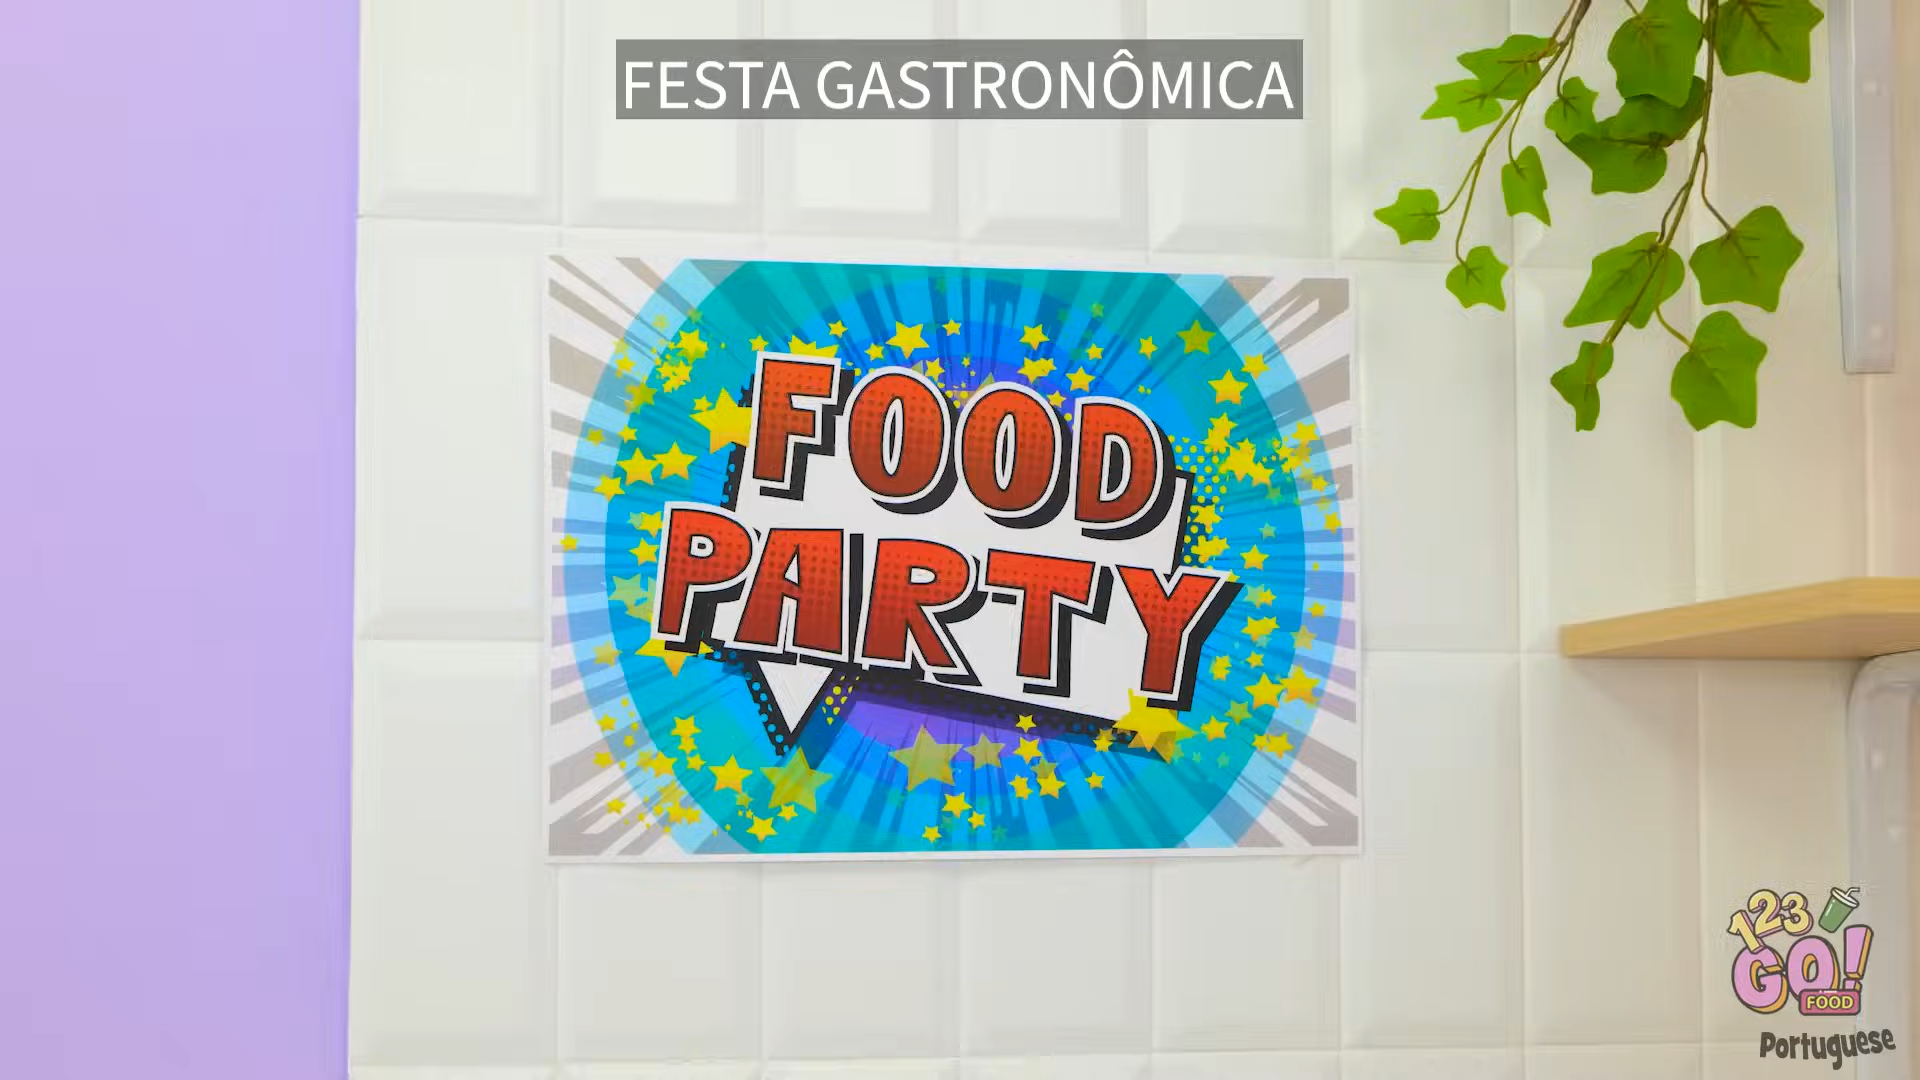 FESTA GASTRONÔMICA
FOOD
PARTY
123
GO!
FOOD
Portuguese